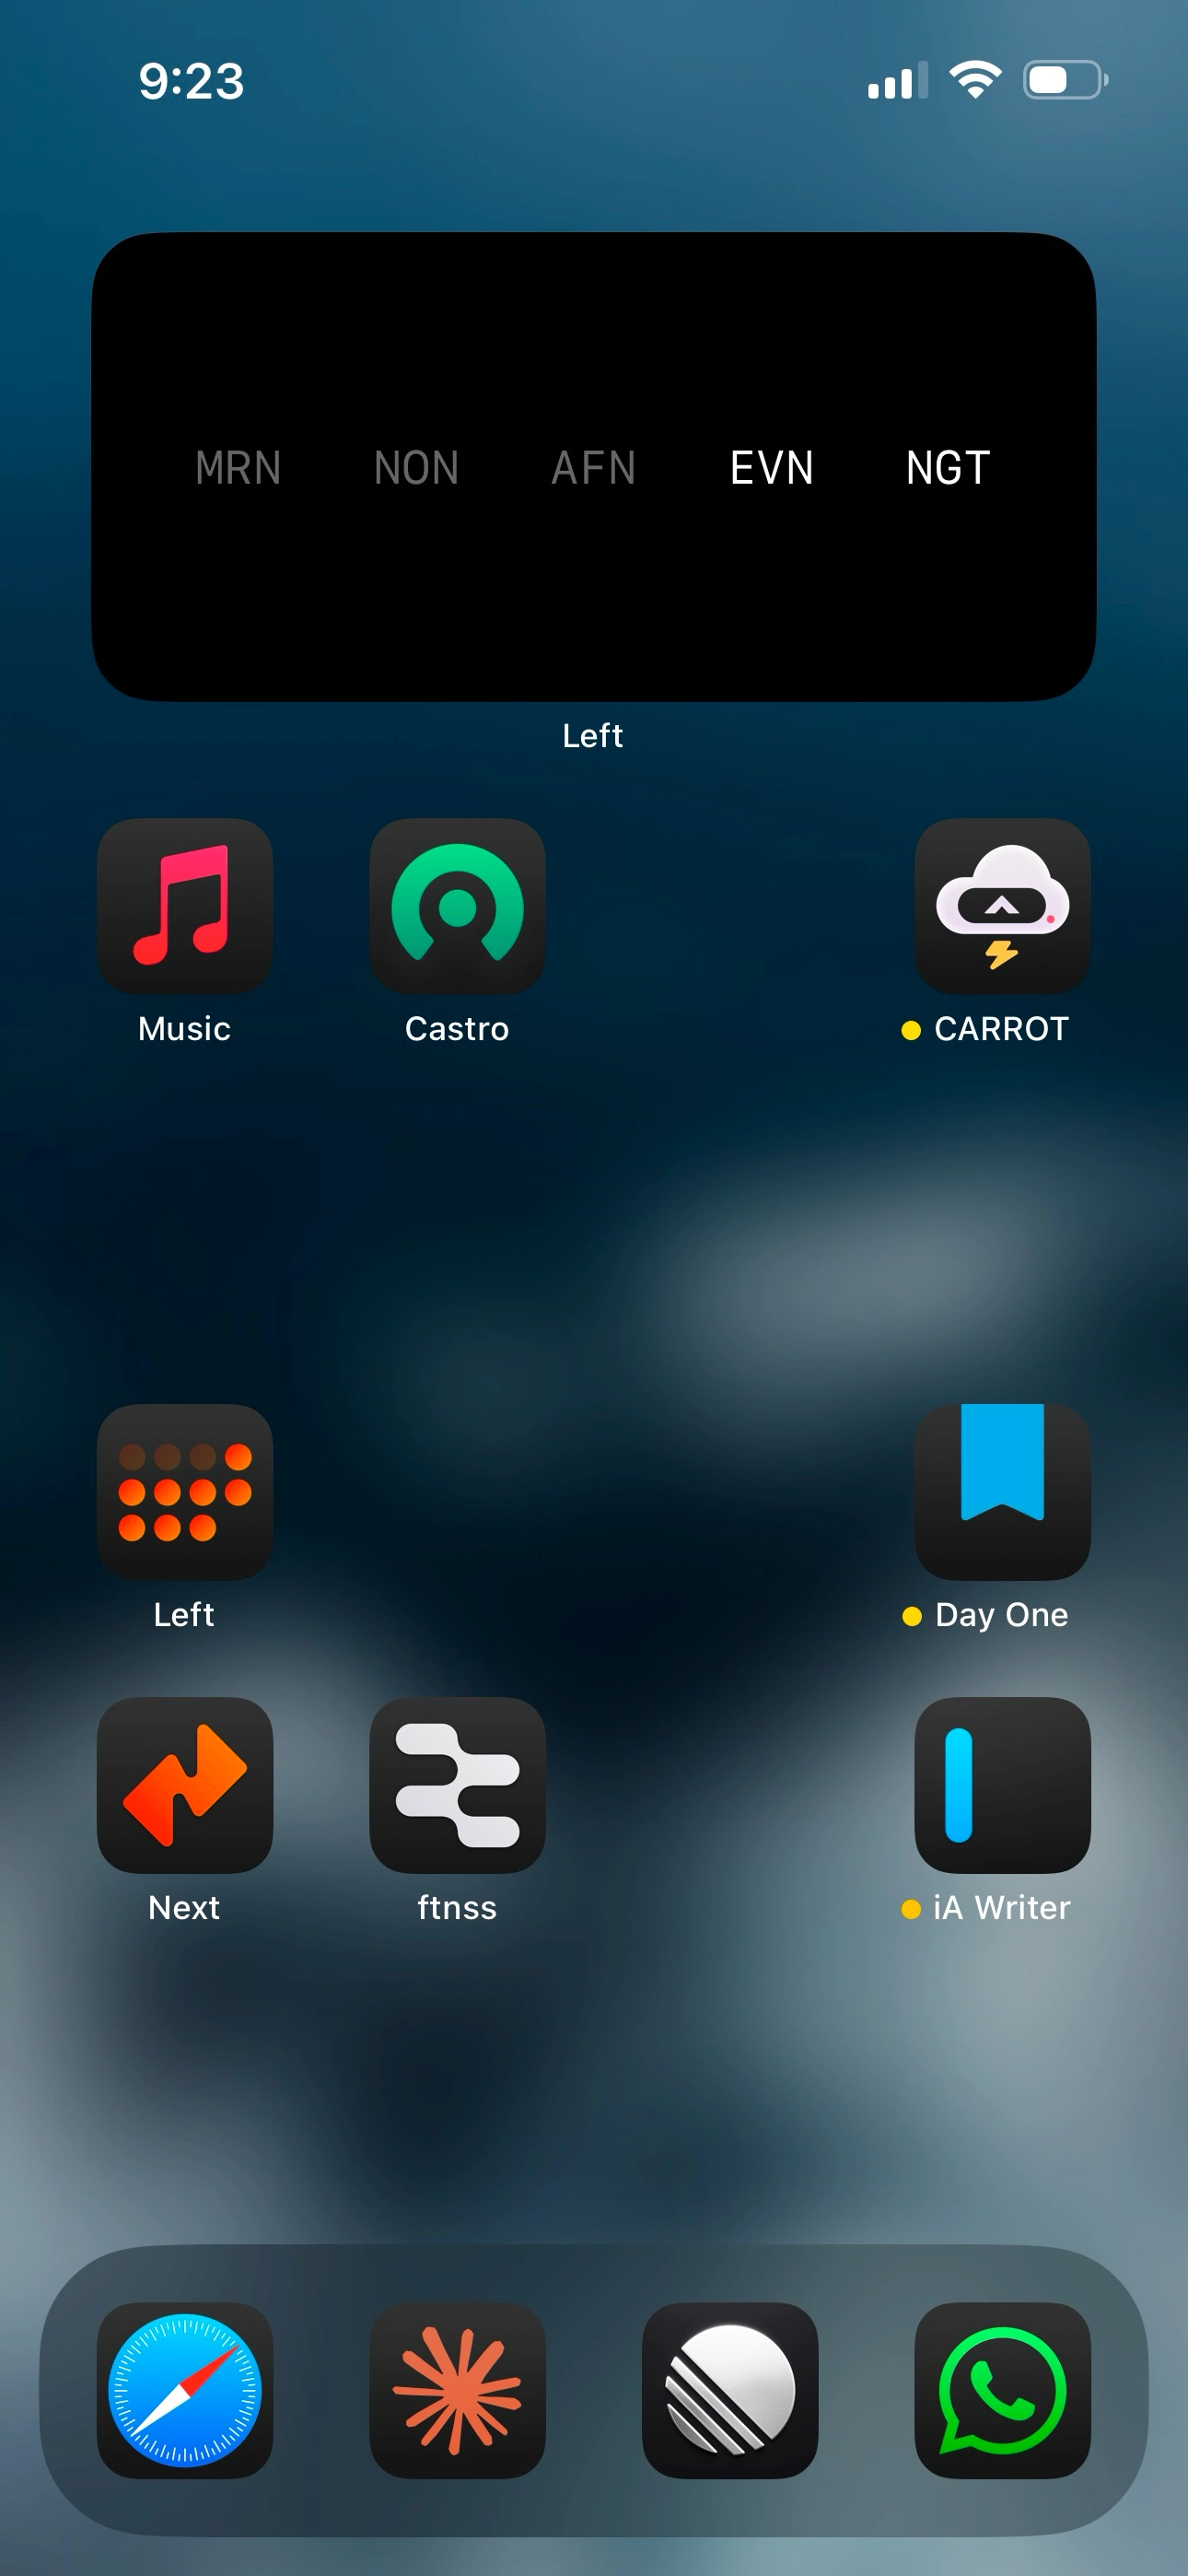 9:23
MRN NON AFN EVN NGT
Left
Music Castro CARROT
Left Day One
Next ftnss iA Writer